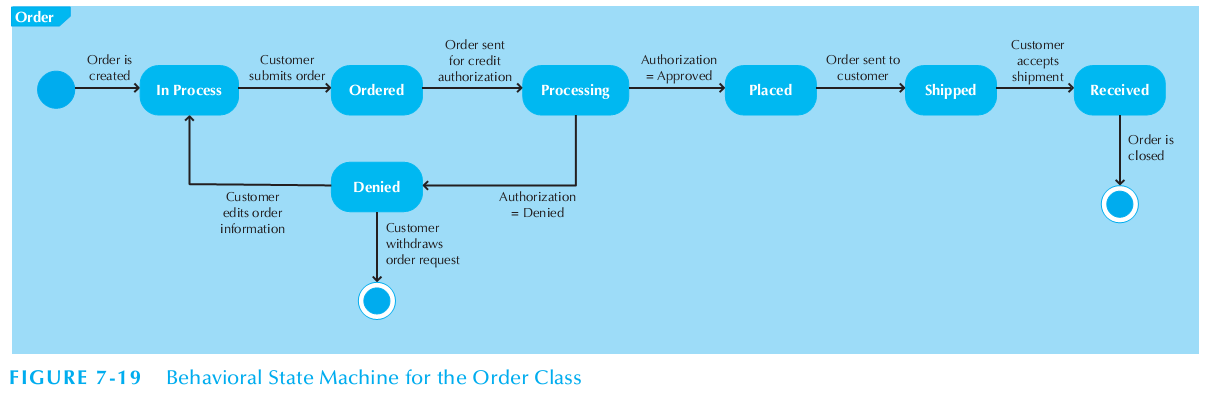 Order
Order is
created
Customer
submits order
Order sent
for credit
authorization
Authorization
= Approved
Order sent to
customer
Customer
accepts
shipment
In Process
Ordered
Processing
Placed
Shipped
Received
Order is
closed
Denied
Customer
edits order
information
Authorization
= Denied
Customer
withdraws
order request
FIGURE 7-19 Behavioral State Machine for the Order Class